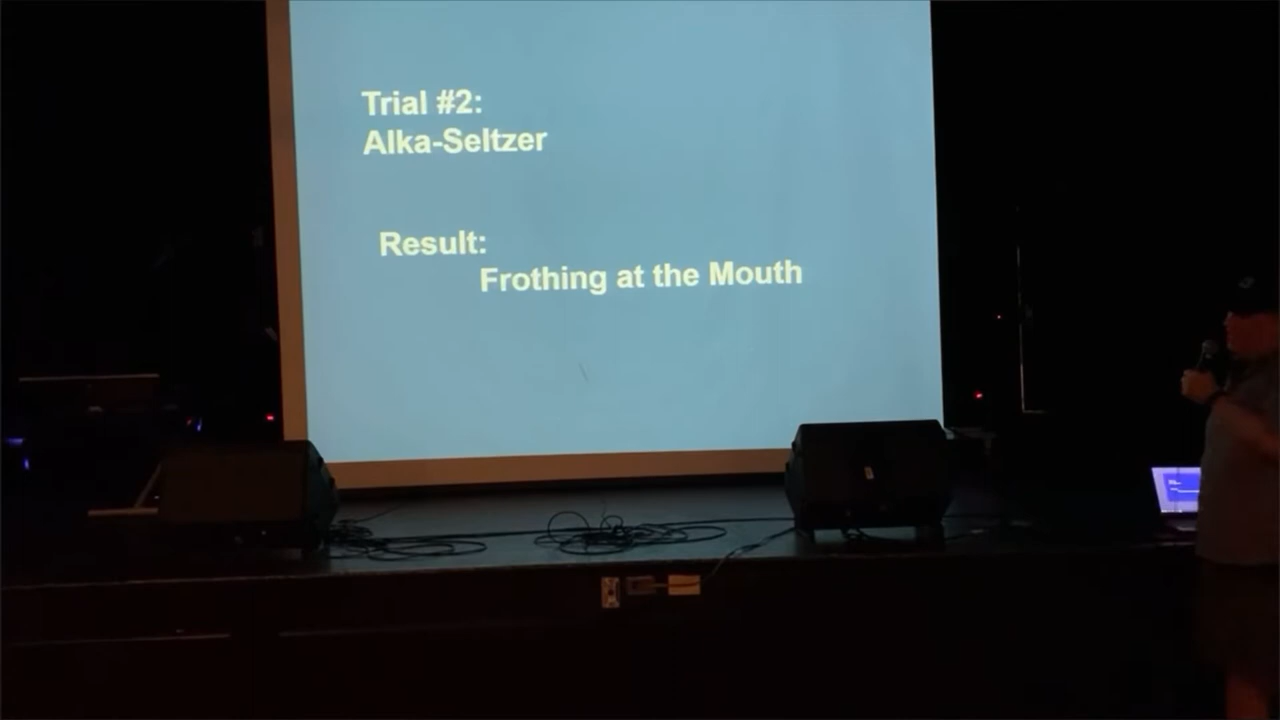 Trial #2:
Alka-Seltzer
Result:
Frothing at the Mouth